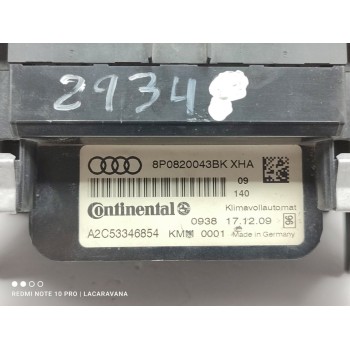 29348
8P0820043BK XHA
09
140
Continental
Klimavollautomat
0938 17.12.09
A2C53346854 KM 0001 Made in Germany
REDMI NOTE 10 PRO | LACARAVANA